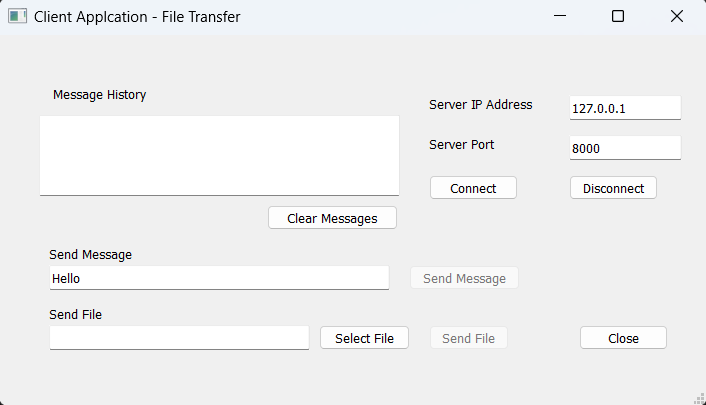 Client Applcation - File Transfer
Message History
Server IP Address 127.0.0.1
Server Port 8000
Connect Disconnect
Clear Messages
Send Message
Hello Send Message
Send File
Select File Send File Close